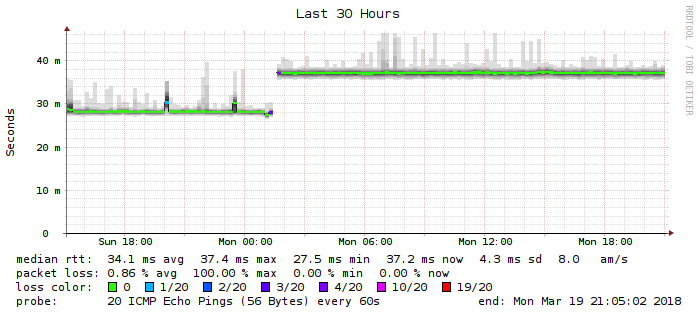 Last 30 Hours
RRDTOOL / TOBI OETIKER
Seconds
40 m
30 m
20 m
10 m
0
Sun 18:00 Mon 00:00 Mon 06:00 Mon 12:00 Mon 18:00
median rtt: 34.1 ms avg 37.4 ms max 27.5 ms min 37.2 ms now 4.3 ms sd 8.0 am/s
packet loss: 0.86 % avg 100.00 % max 0.00 % min 0.00 % now
loss color: 0 1/20 2/20 3/20 4/20 10/20 19/20
probe: 20 ICMP Echo Pings (56 Bytes) every 60s end: Mon Mar 19 21:05:02 2018